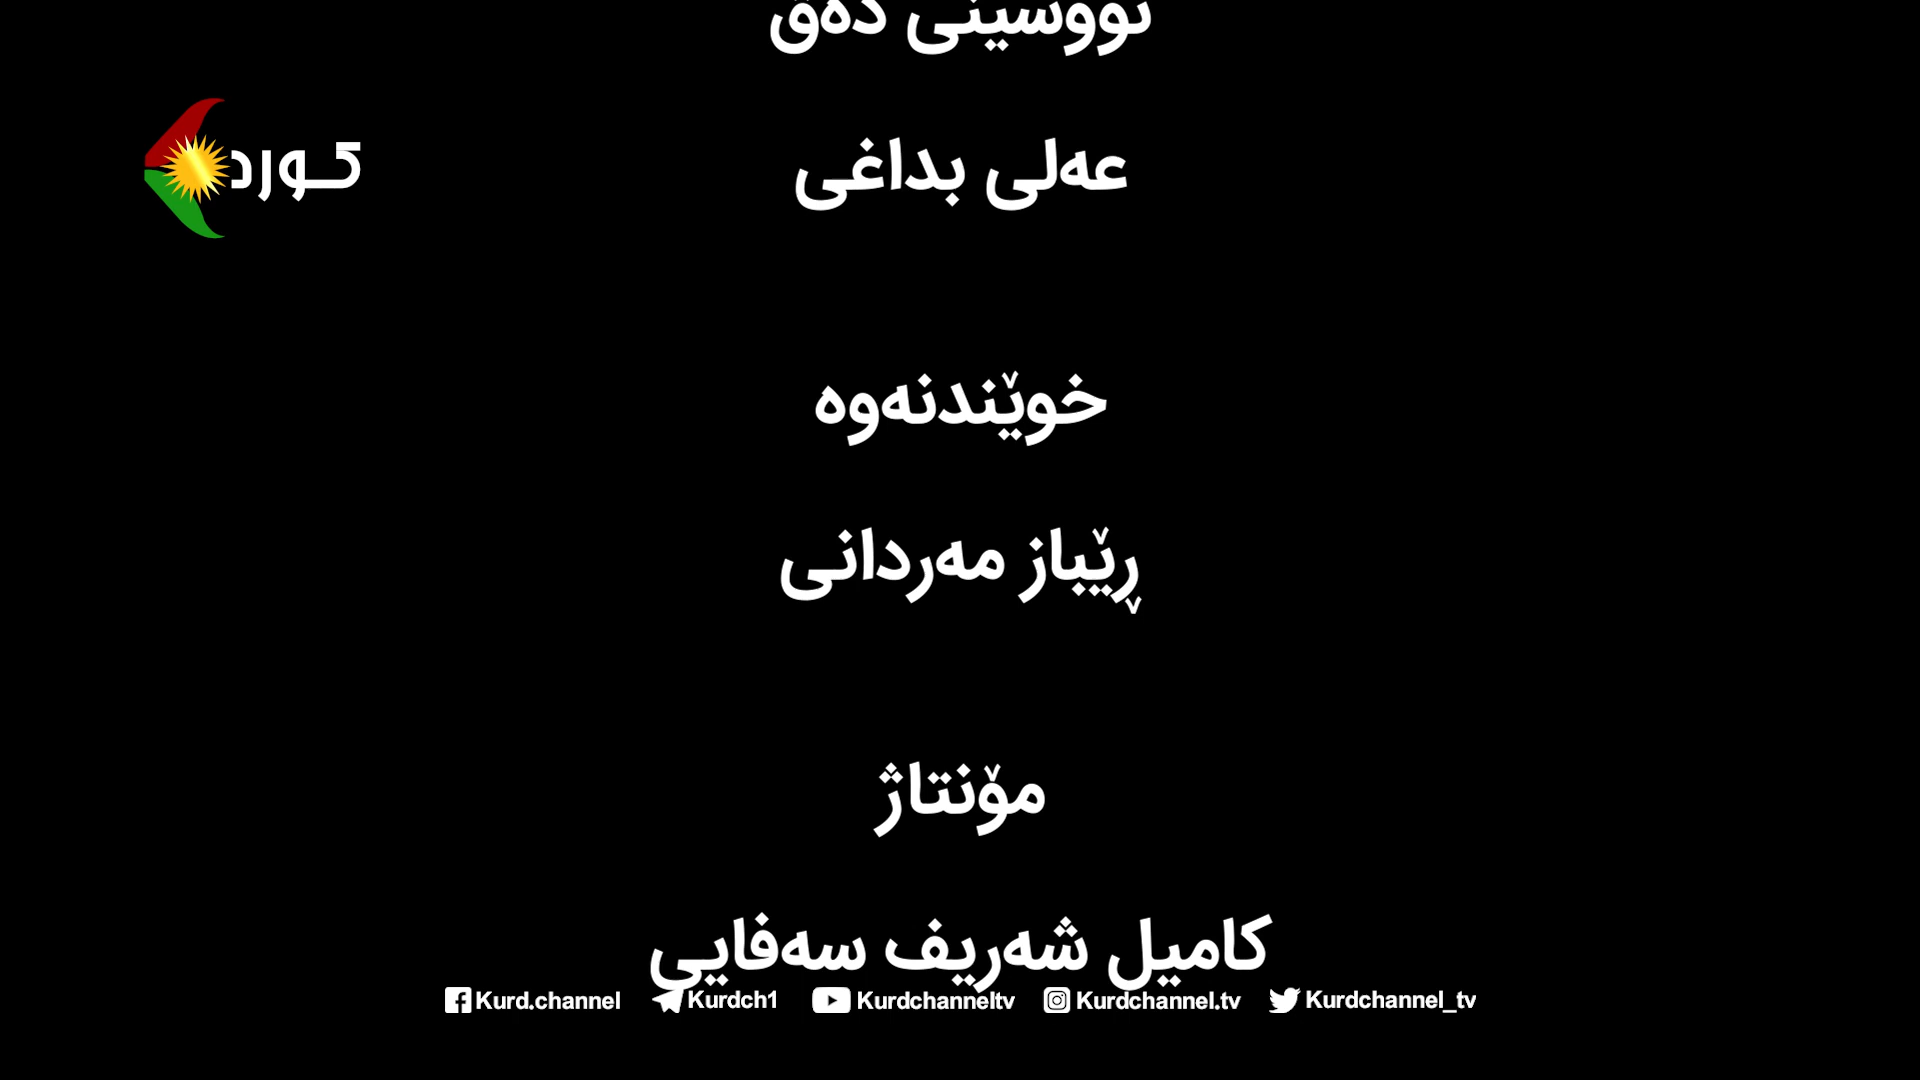 نووسینی دەق
کورد
عەلی بداغی
خوێندنەوە
ڕێباز مەردانی
مۆنتاژ
کامیل شەریف سەفایی
Kurd.channel Kurdch1 Kurdchanneltv Kurdchannel.tv Kurdchannel_tv